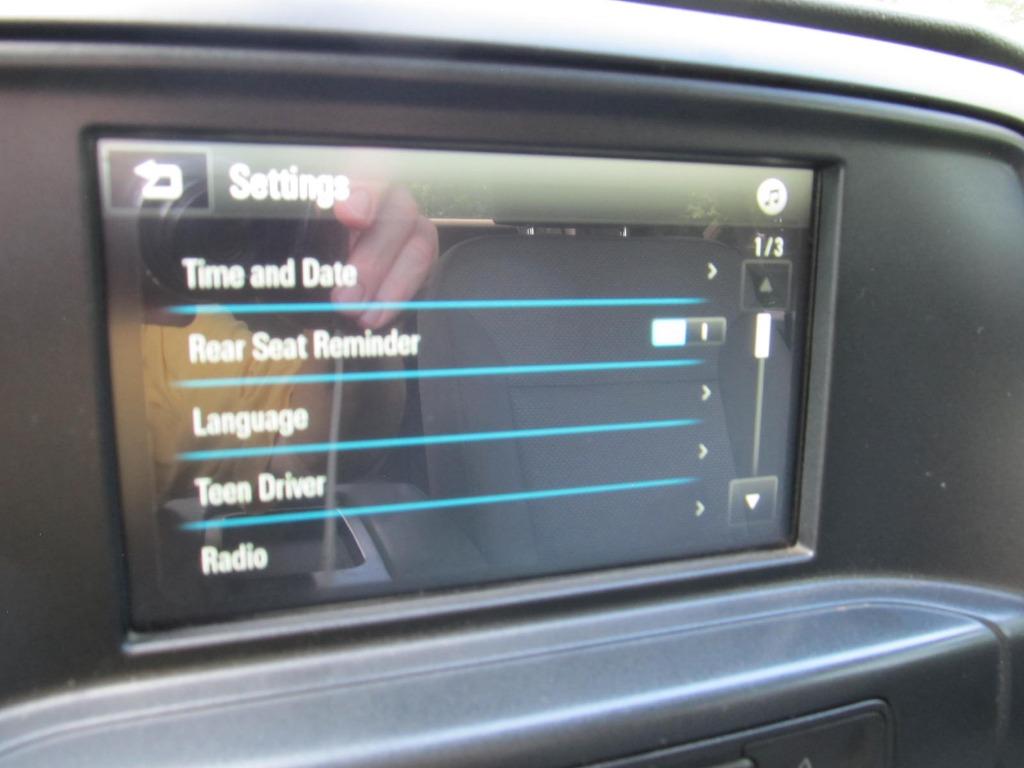 Settings
1/3
Time and Date
Rear Seat Reminder
Language
Teen Driver
Radio